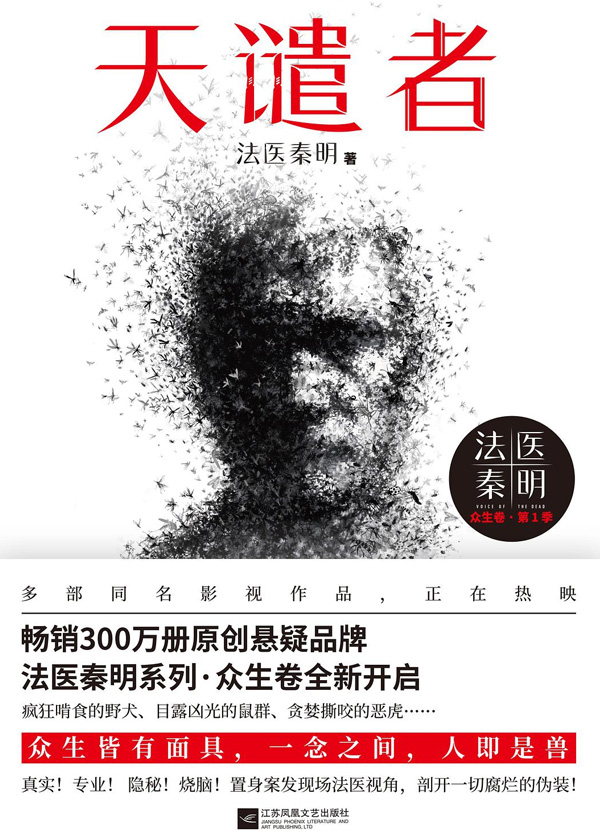 天谴者
法医秦明 著
法医
秦明
VOICE OF THE DEAD
众生卷·第1季
多部同名影视作品,正在热映
畅销300万册原创悬疑品牌
法医秦明系列·众生卷全新开启
疯狂啃食的野犬、目露凶光的鼠群、贪婪撕咬的恶虎……
众生皆有面具,一念之间,人即是兽
真实!专业!隐秘!烧脑!置身案发现场法医视角,剖开一切腐烂的伪装!
江苏凤凰文艺出版社
JIANGSU PHOENIX LITERATURE AND
ART PUBLISHING, LTD